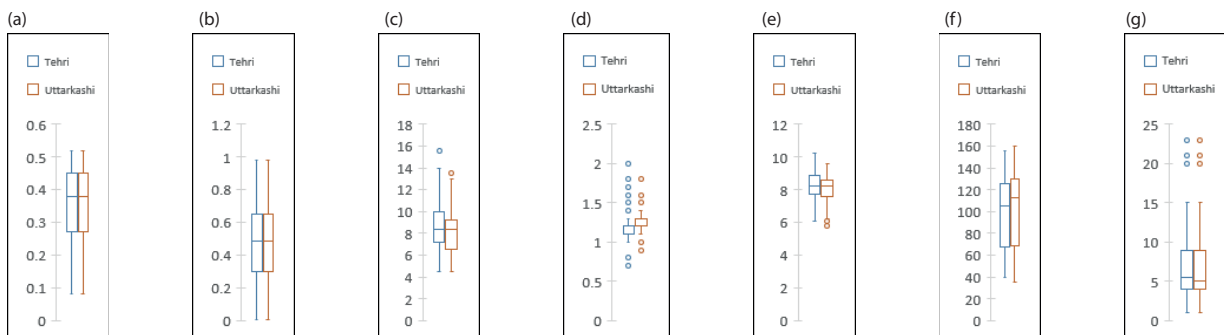 (a)
Tehri
Uttarkashi
0.6
0.5
0.4
0.3
0.2
0.1
0
(b)
Tehri
Uttarkashi
1.2
1
0.8
0.6
0.4
0.2
0
(c)
Tehri
Uttarkashi
18
16
14
12
10
8
6
4
2
0
(d)
Tehri
Uttarkashi
2.5
2
1.5
1
0.5
0
(e)
Tehri
Uttarkashi
12
10
8
6
4
2
0
(f)
Tehri
Uttarkashi
180
160
140
120
100
80
60
40
20
0
(g)
Tehri
Uttarkashi
25
20
15
10
5
0